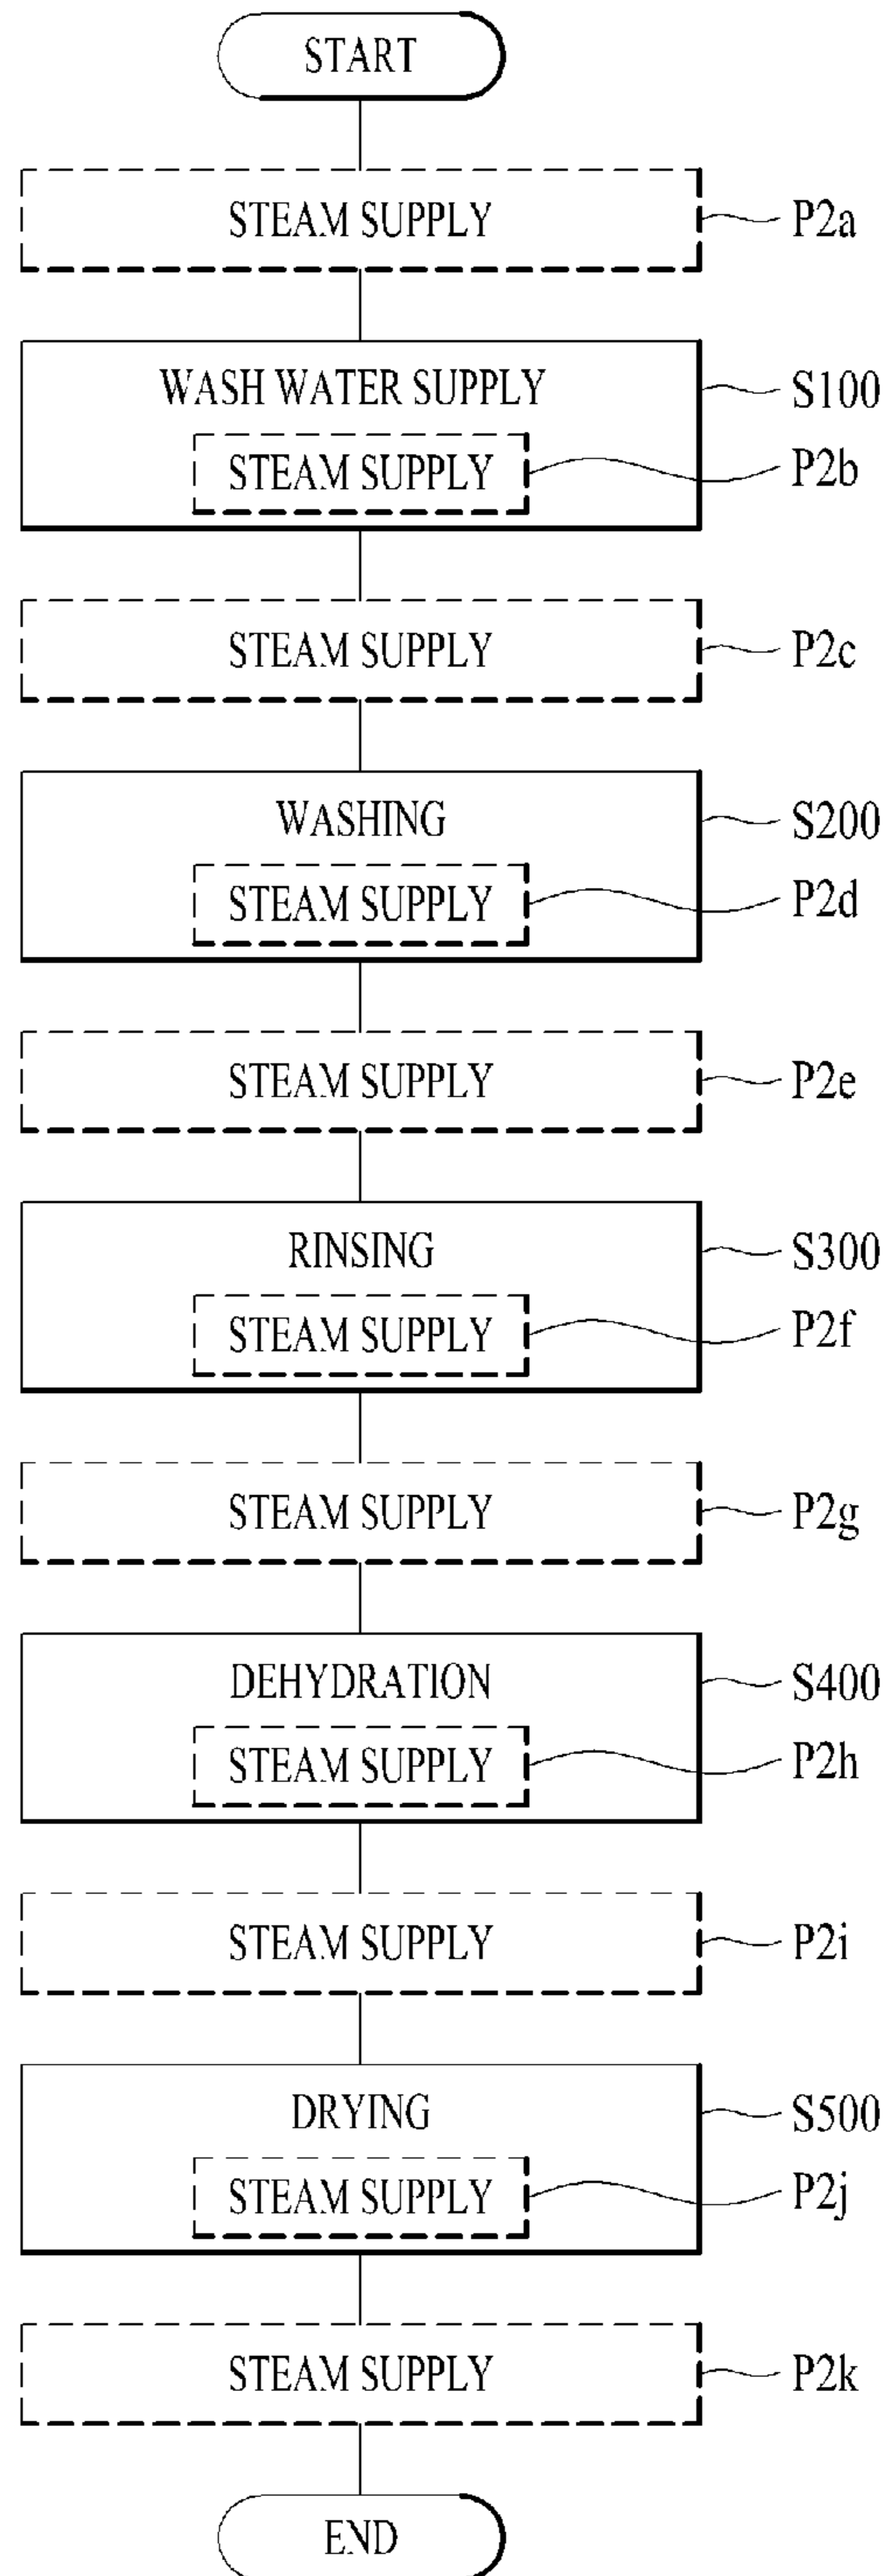 START
STEAM SUPPLY
P2a
WASH WATER SUPPLY
S100
STEAM SUPPLY
P2b
STEAM SUPPLY
P2c
WASHING
S200
STEAM SUPPLY
P2d
STEAM SUPPLY
P2e
RINSING
S300
STEAM SUPPLY
P2f
STEAM SUPPLY
P2g
DEHYDRATION
S400
STEAM SUPPLY
P2h
STEAM SUPPLY
P2i
DRYING
S500
STEAM SUPPLY
P2j
STEAM SUPPLY
P2k
END